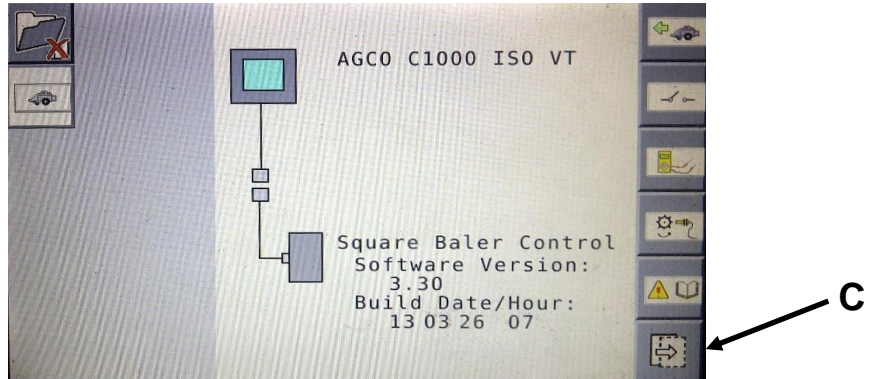 AGCO C1000 ISO VT
Square Baler Control
Software Version:
3.30
Build Date/Hour:
13 03 26 07
C